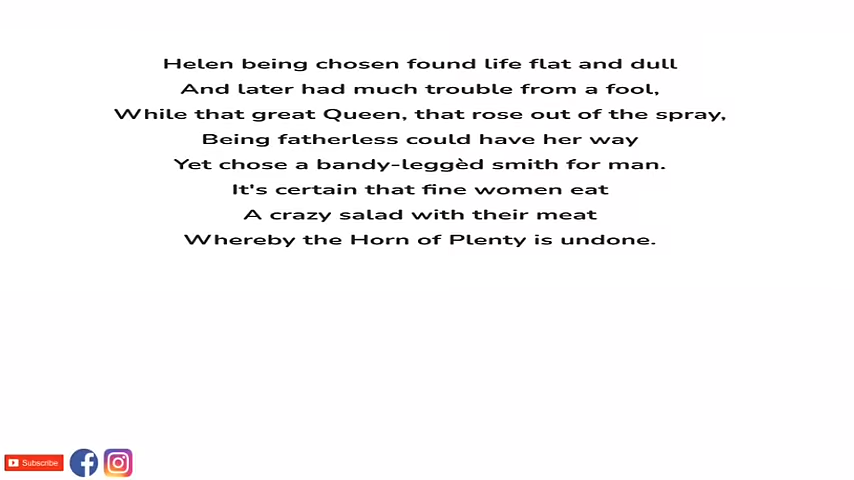 Helen being chosen found life flat and dull
And later had much trouble from a fool,
While that great Queen, that rose out of the spray,
Being fatherless could have her way
Yet chose a bandy-leggèd smith for man.
It's certain that fine women eat
A crazy salad with their meat
Whereby the Horn of Plenty is undone.
Subscribe